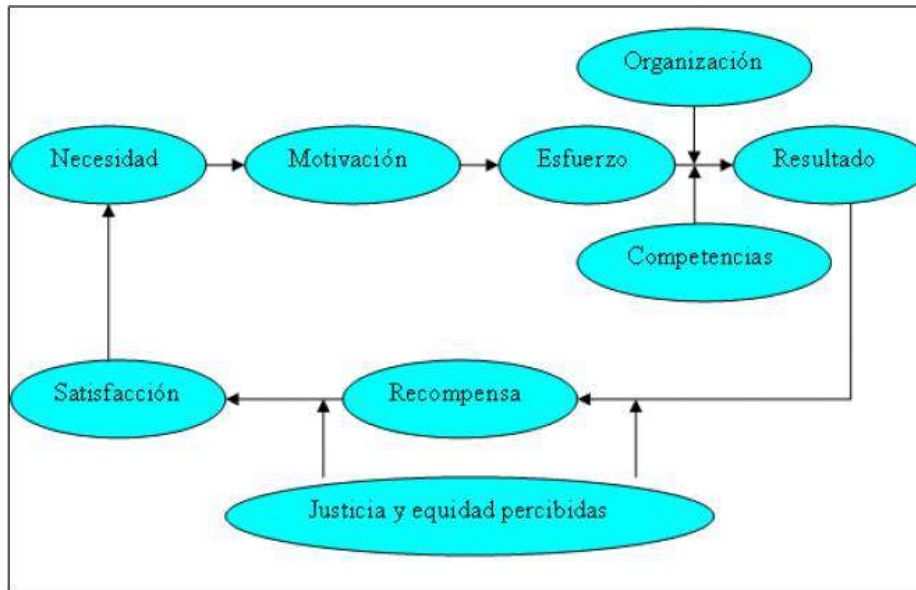 Organización
Necesidad
Motivación
Esfuerzo
Resultado
Competencias
Satisfacción
Recompensa
Justicia y equidad percibidas